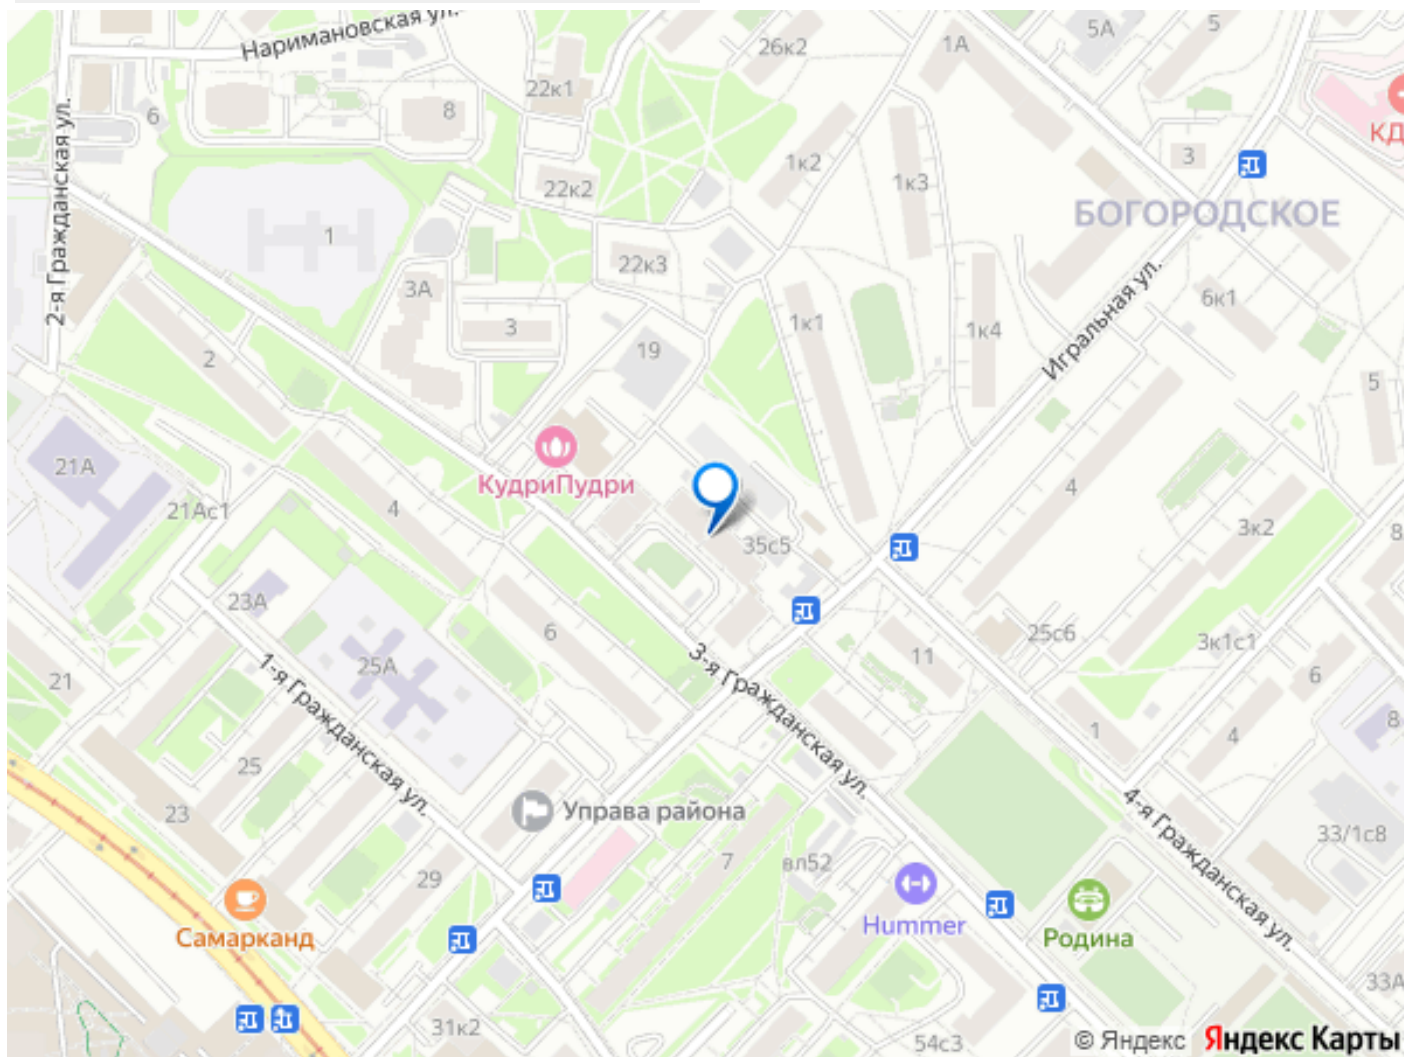 Наримановская ул.
26к2
1А
5А
5
22к1
6
8
2-я Гражданская ул.
1к2
1к3
3
КД
22к2
БОГОРОДСКОЕ
1
22к3
3А
6к1
Игральная ул.
3
1к1
1к4
2
19
5
КудриПудри
21А
21Ас1
4
4
35с5
3к2
8
23А
6
25с6
3к1с1
25А
11
3-я Гражданская ул.
21
6
1-я Гражданская ул.
1
4
8
25
23
Управа района
4-я Гражданская ул.
33/1с8
7
вл52
29
Hummer
Родина
Самарканд
33А
31к2
54с3
© Яндекс Яндекс Карты